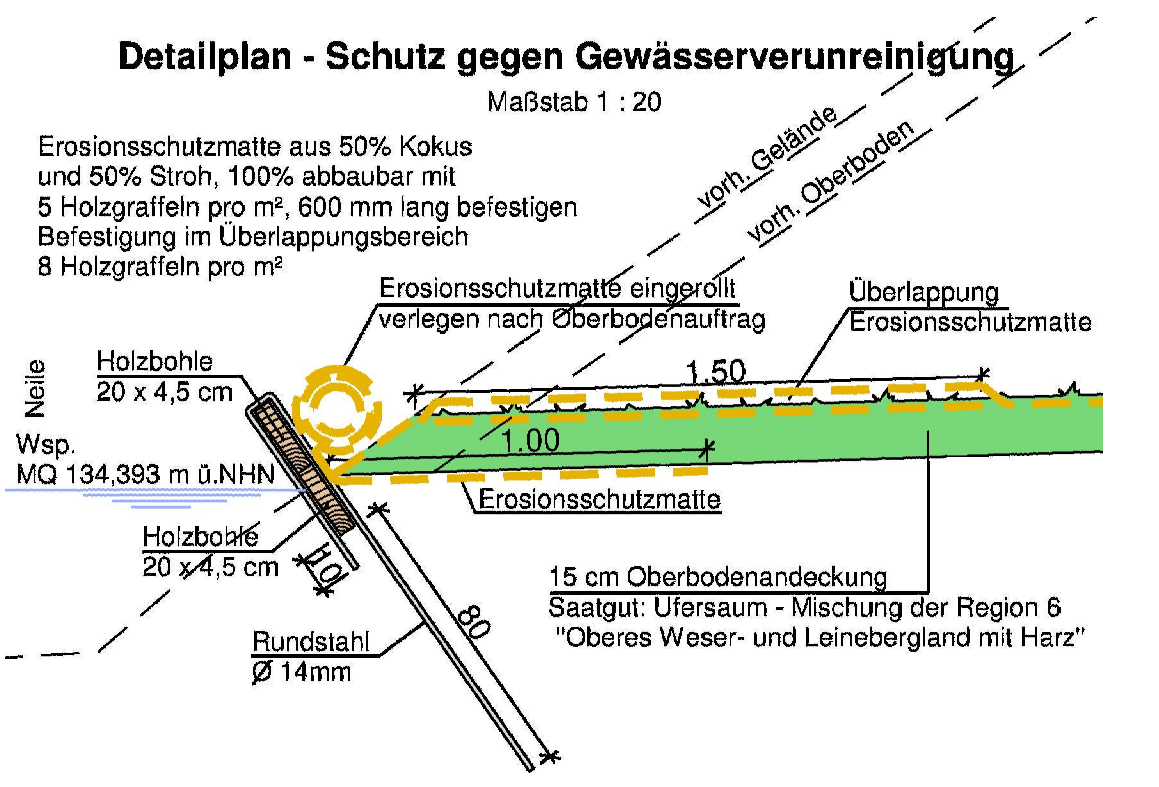 Detailplan - Schutz gegen Gewässerverunreinigung
Maßstab 1 : 20
Erosionsschutzmatte aus 50% Kokus
und 50% Stroh, 100% abbaubar mit
5 Holzgraffeln pro m², 600 mm lang befestigen
Befestigung im Überlappungsbereich
8 Holzgraffeln pro m²
vorh. Gelände
vorh. Oberboden
Erosionsschutzmatte eingerollt
verlegen nach Oberbodenauftrag
Überlappung
Erosionsschutzmatte
Neile
Holzbohle
20 x 4,5 cm
1.50
Wsp.
MQ 134,393 m ü.NHN
1.00
Erosionsschutzmatte
Holzbohle
20 x 4,5 cm
10
80
15 cm Oberbodenandeckung
Saatgut: Ufersaum - Mischung der Region 6
"Oberes Weser- und Leinebergland mit Harz"
Rundstahl
Ø 14mm